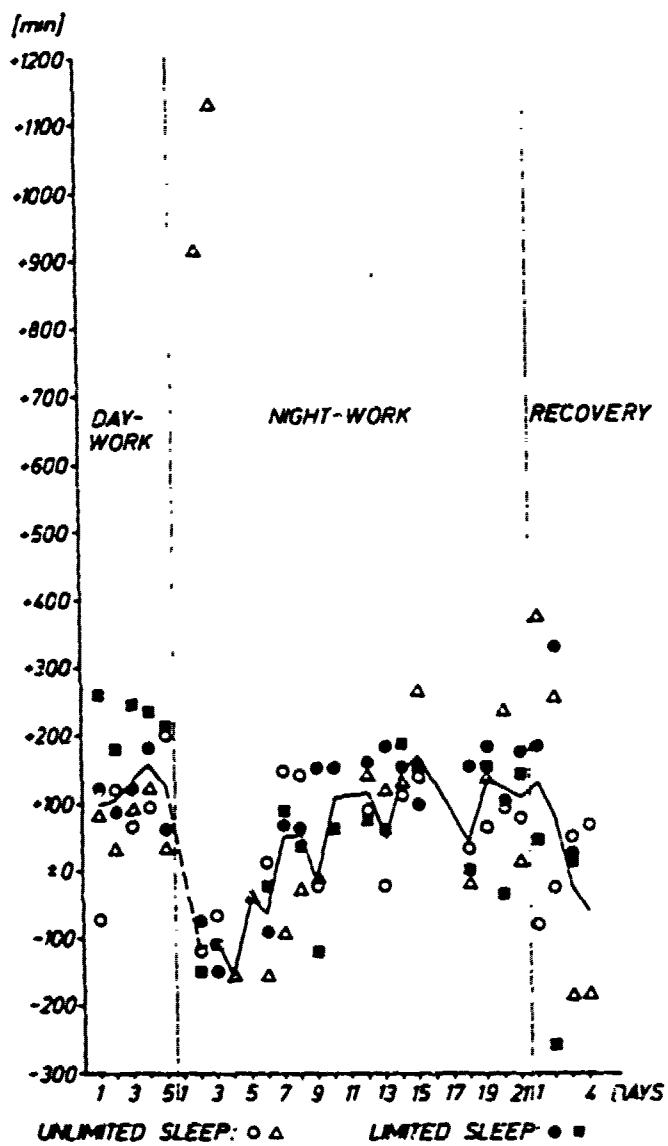 [min]
+1200
+1100
+1000
+900
+800
+700
+600
+500
+400
+300
+200
+100
±0
-100
-200
-300
DAY-WORK
NIGHT-WORK
RECOVERY
1 3 5 1 3 5 7 9 11 13 15 17 19 21 1 4 DAYS
UNLIMITED SLEEP: ○ △ LIMITED SLEEP ● ■